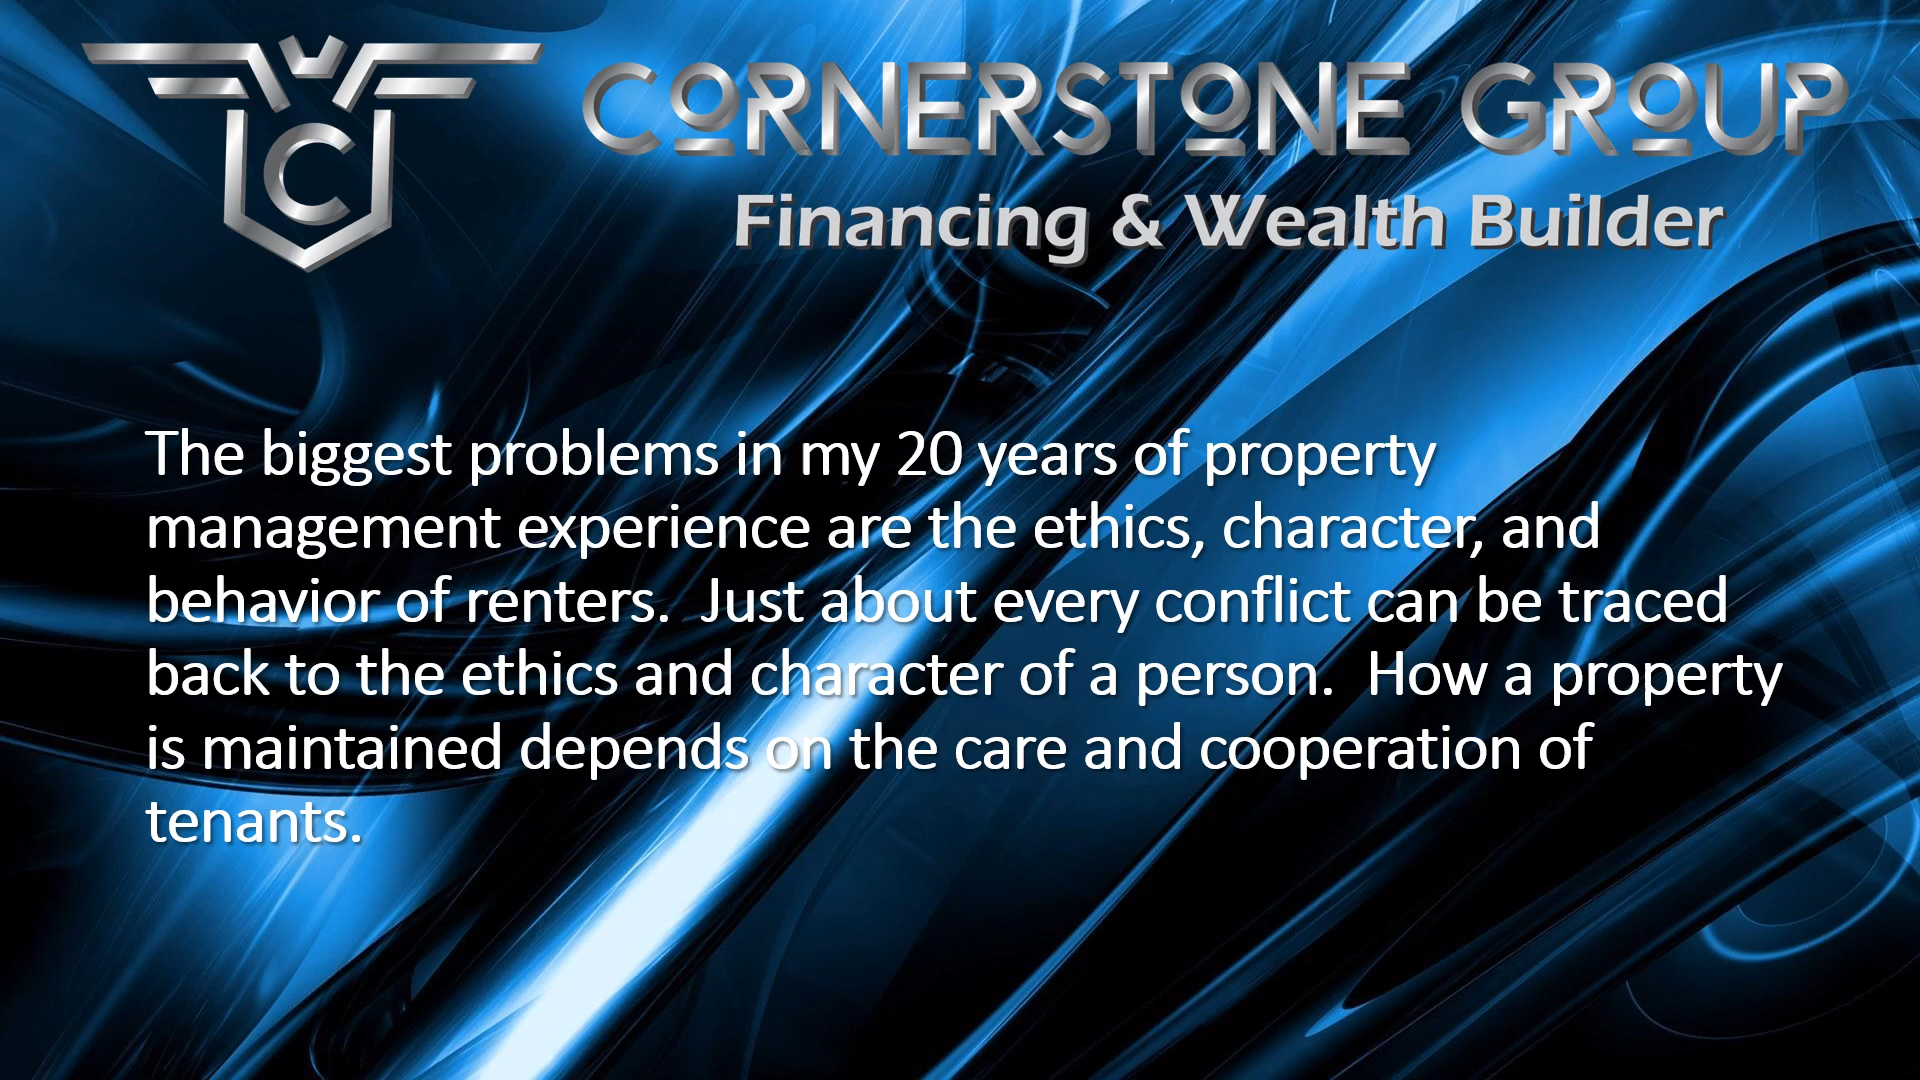 C
CORNERSTONE GROUP
Financing & Wealth Builder
The biggest problems in my 20 years of property
management experience are the ethics, character, and
behavior of renters.  Just about every conflict can be traced
back to the ethics and character of a person.  How a property
is maintained depends on the care and cooperation of
tenants.